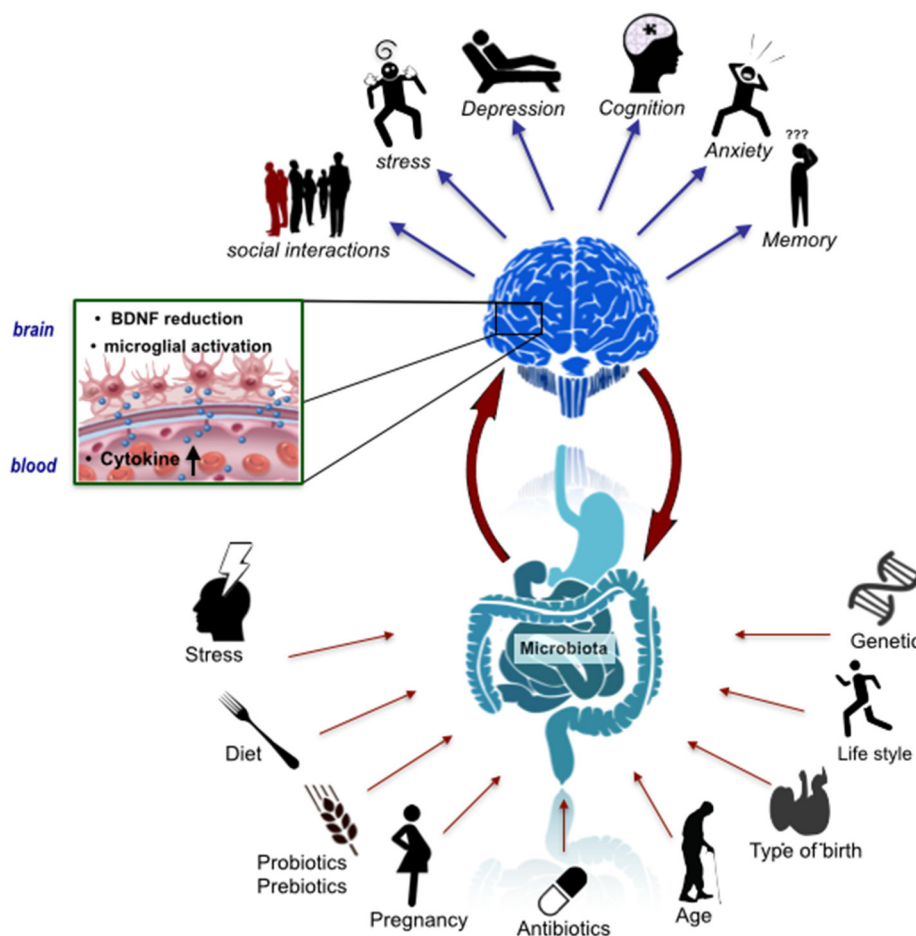 Depression
Cognition
stress
Anxiety
???
social interactions
Memory
brain
• BDNF reduction
• microglial activation
blood
• Cytokine
Stress
Microbiota
Genetic
Diet
Life style
Probiotics
Prebiotics
Type of birth
Pregnancy
Antibiotics
Age